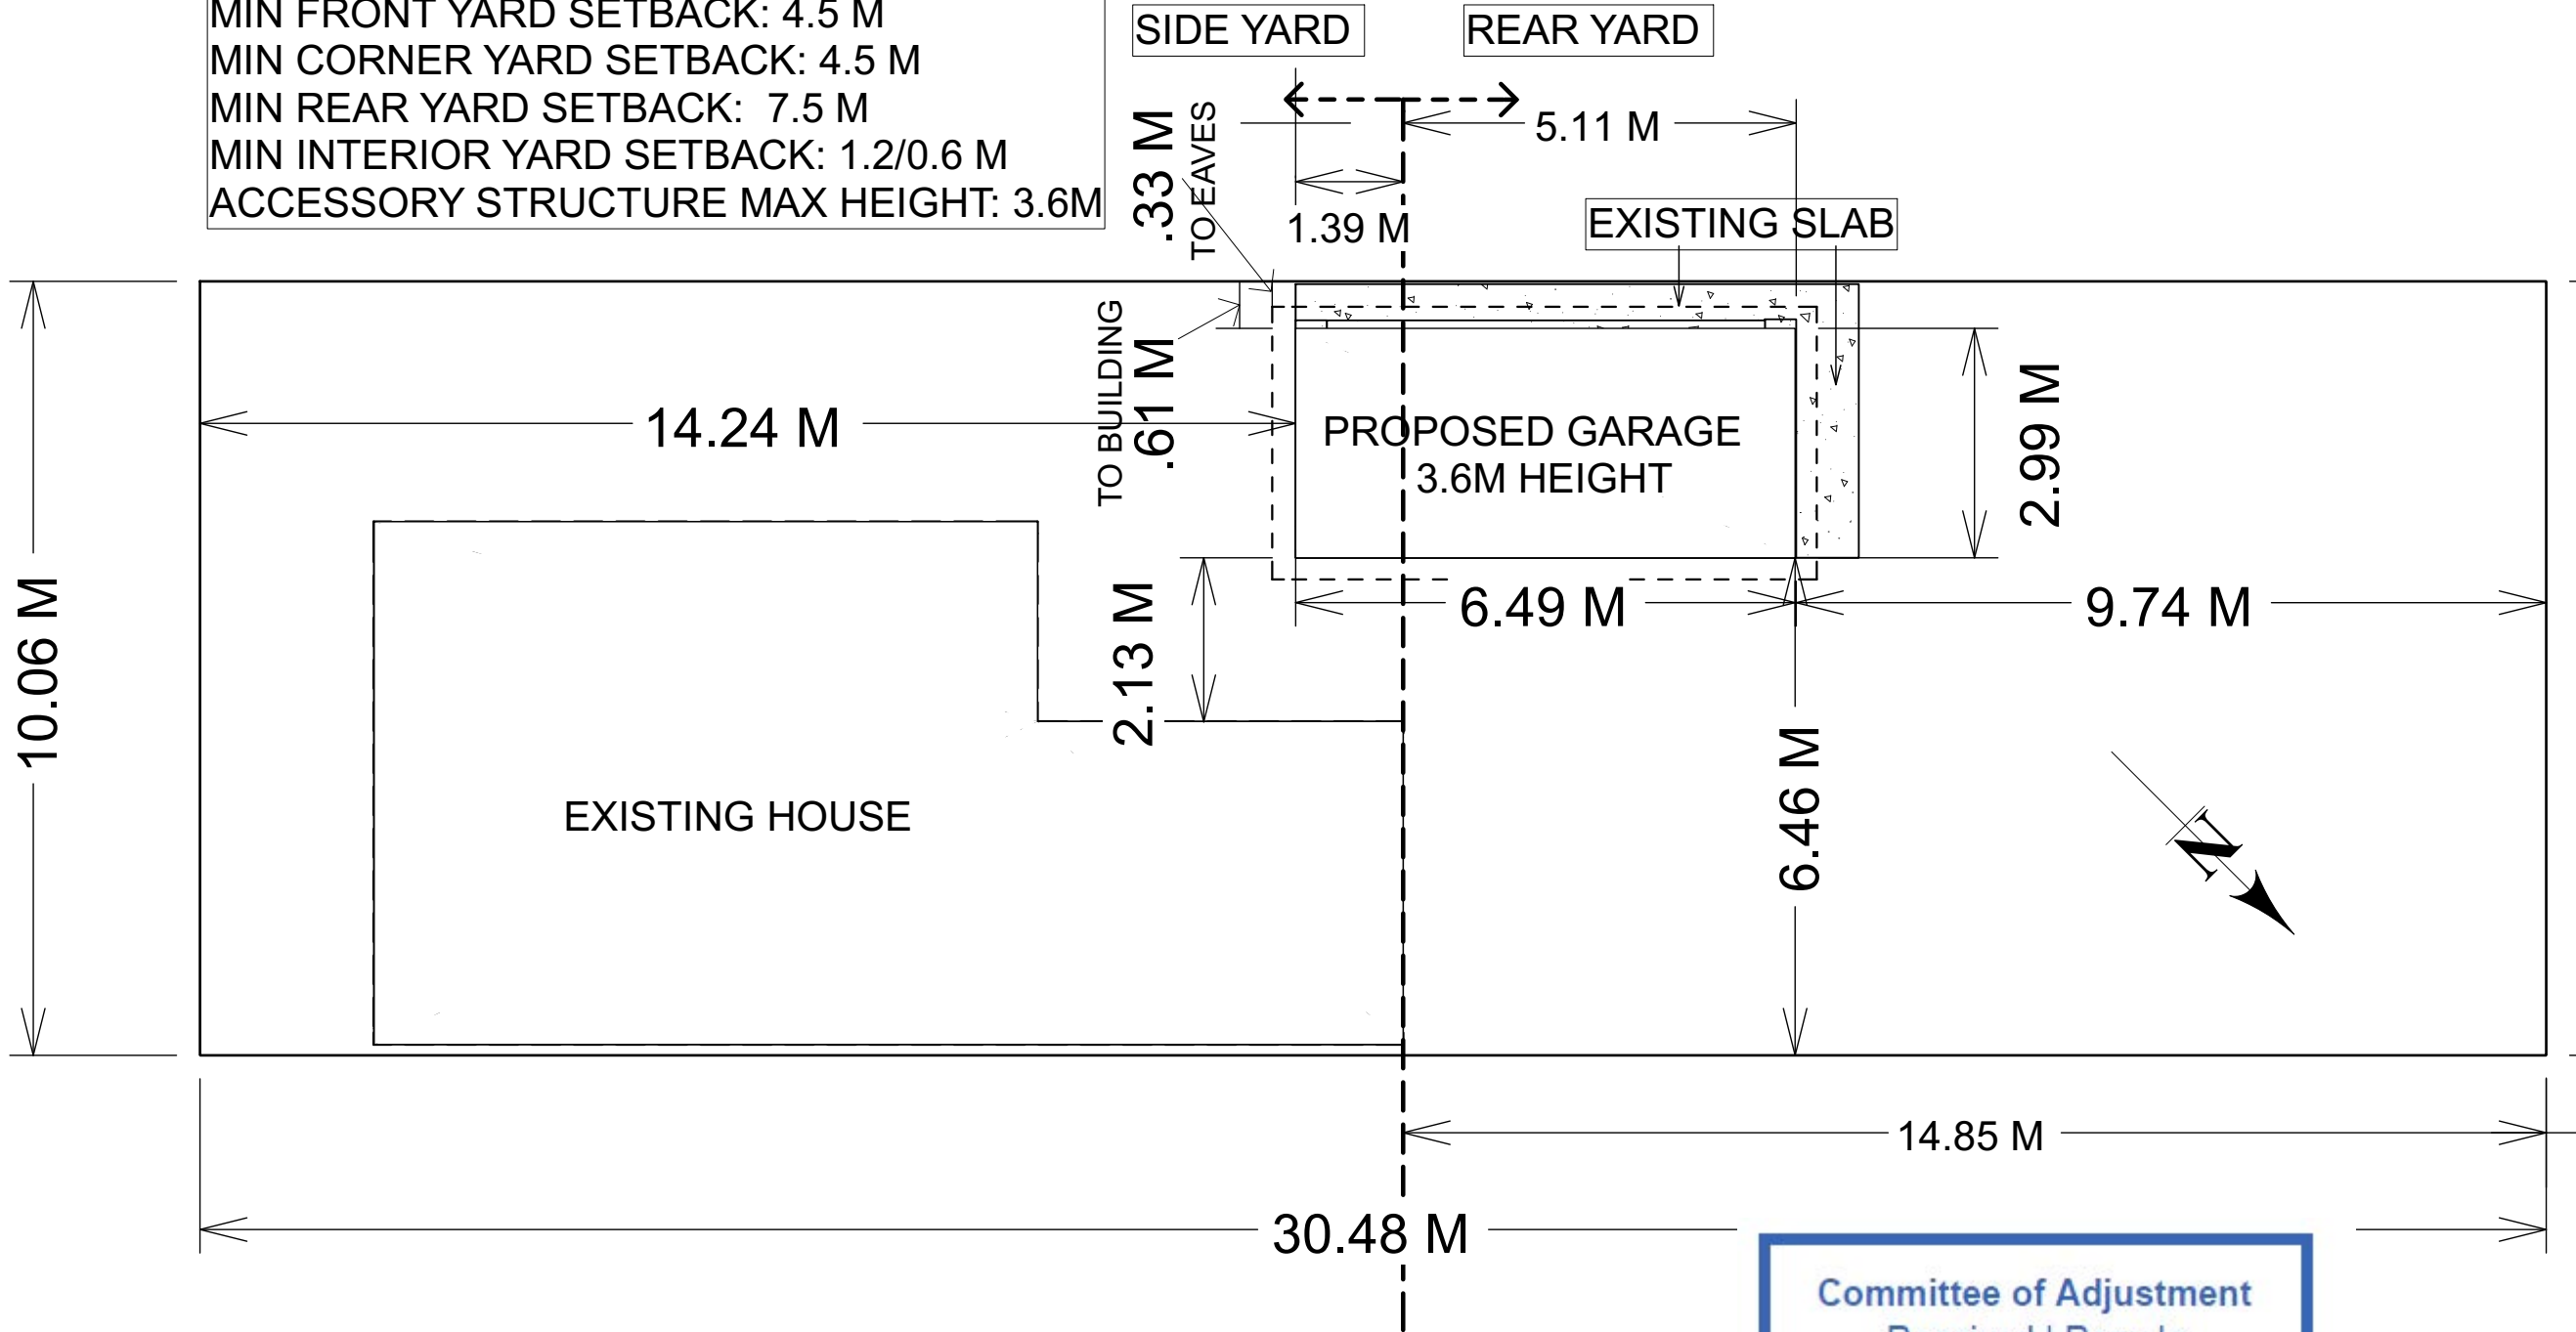 MIN FRONT YARD SETBACK: 4.5 M
MIN CORNER YARD SETBACK: 4.5 M
MIN REAR YARD SETBACK: 7.5 M
MIN INTERIOR YARD SETBACK: 1.2/0.6 M
ACCESSORY STRUCTURE MAX HEIGHT: 3.6M
SIDE YARD
REAR YARD
5.11 M
.33 M
TO EAVES
1.39 M
EXISTING SLAB
TO BUILDING
.61 M
14.24 M
PROPOSED GARAGE
3.6M HEIGHT
2.99 M
10.06 M
2.13 M
6.49 M
9.74 M
EXISTING HOUSE
6.46 M
N
14.85 M
30.48 M
Committee of Adjustment